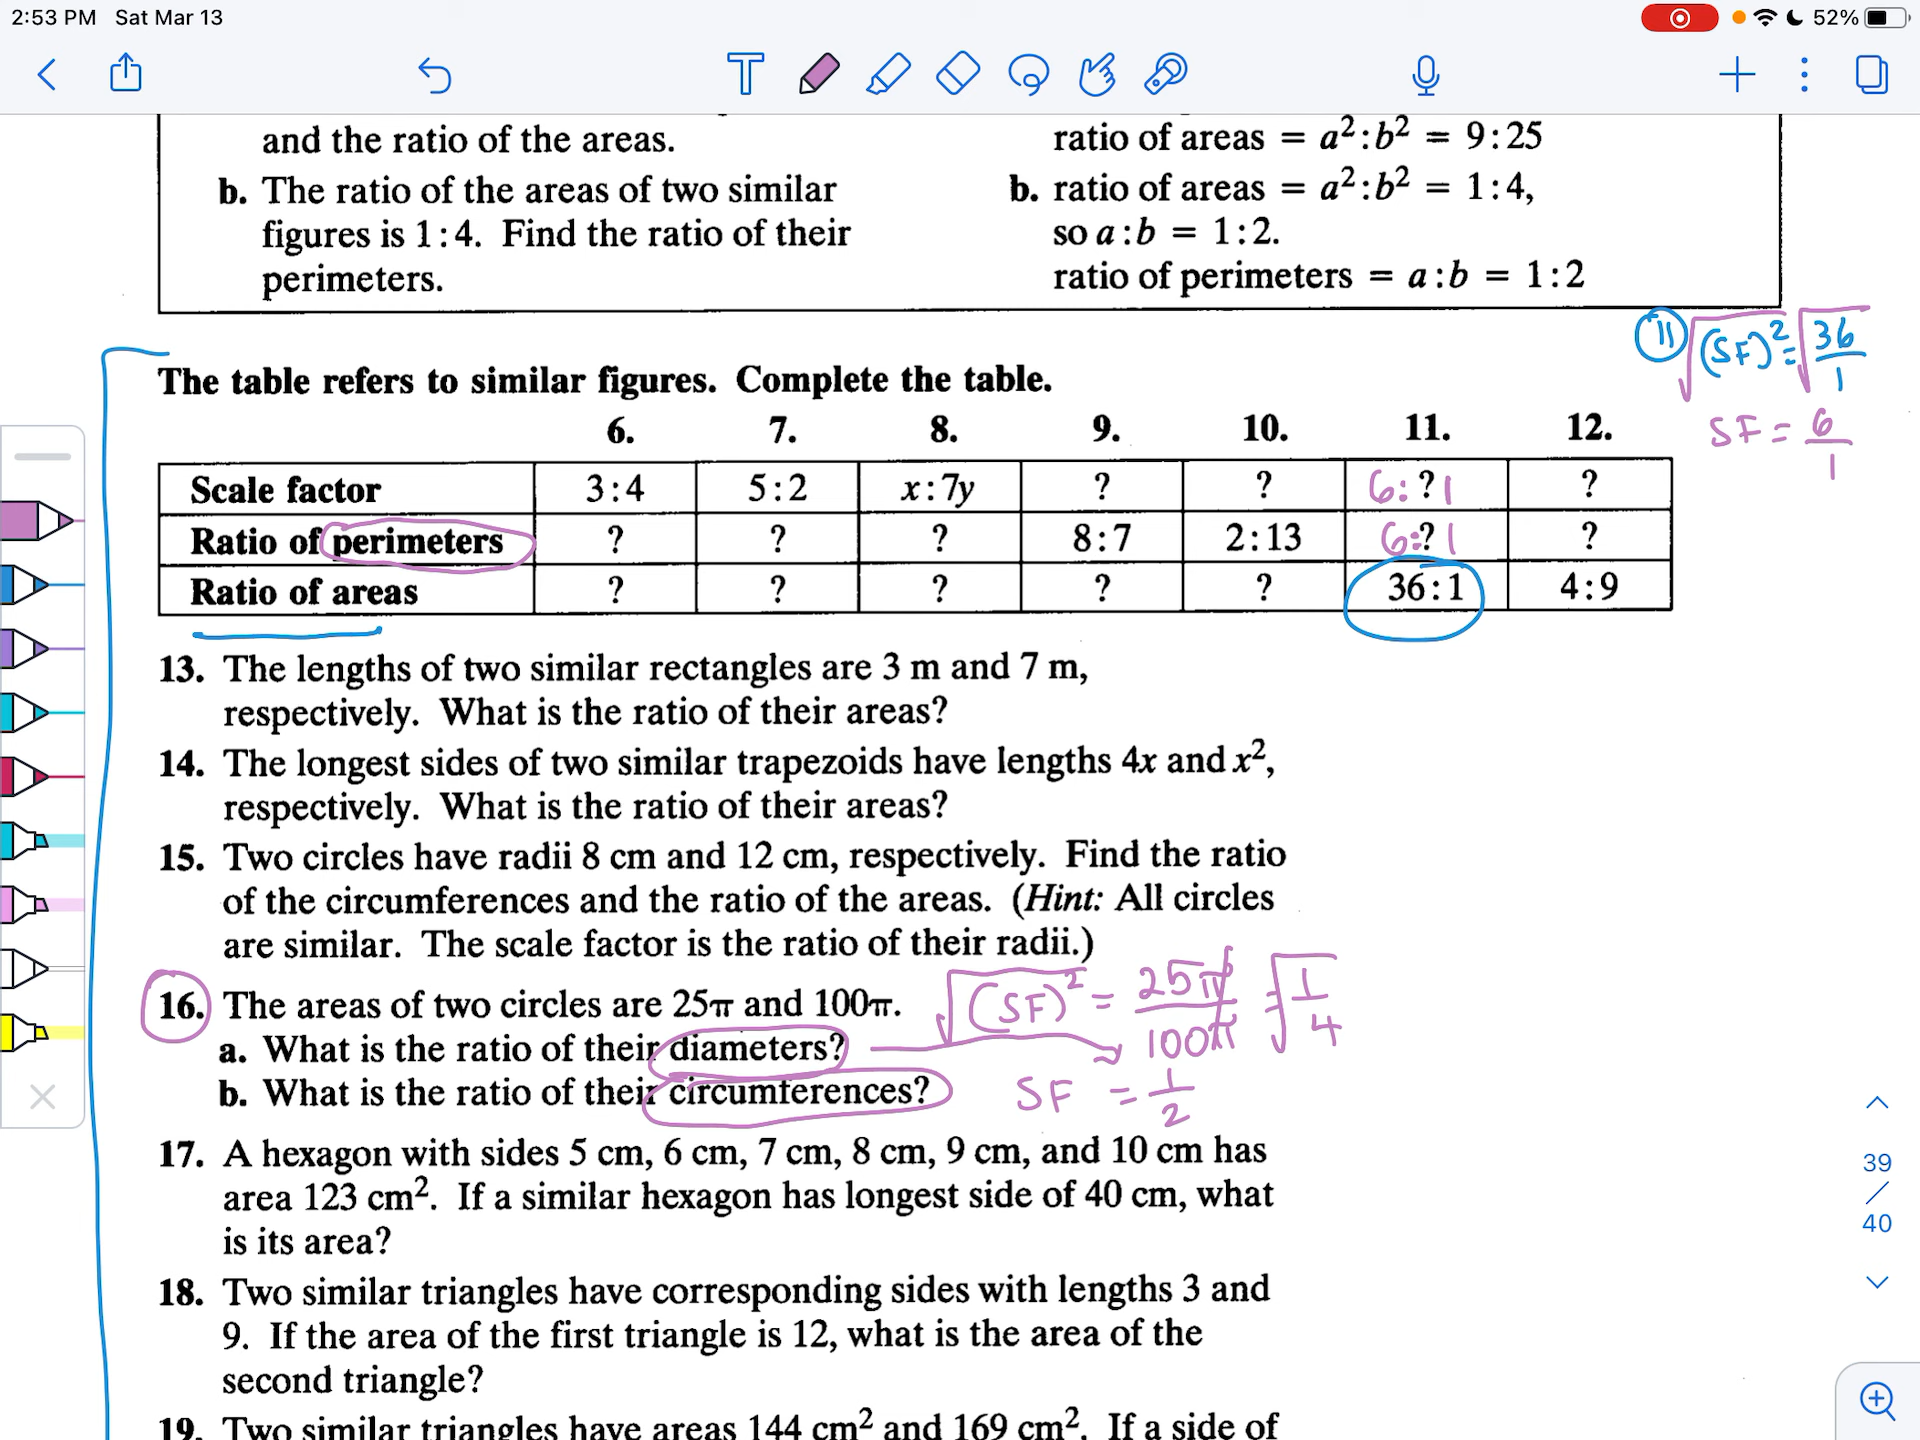 2:53 PM Sat Mar 13
52%
and the ratio of the areas.
ratio of areas = a²:b² = 9:25
b. The ratio of the areas of two similar
figures is 1:4. Find the ratio of their
perimeters.
b. ratio of areas = a²:b² = 1:4,
so a:b = 1:2.
ratio of perimeters = a:b = 1:2
11 √(SF)² = √36/1
SF = 6/1
The table refers to similar figures. Complete the table.
6. 7. 8. 9. 10. 11. 12.
Scale factor 3:4 5:2 x:7y ? ? 6:?1 ?
Ratio of perimeters ? ? ? 8:7 2:13 6:?1 ?
Ratio of areas ? ? ? ? ? 36:1 4:9
13. The lengths of two similar rectangles are 3 m and 7 m,
respectively. What is the ratio of their areas?
14. The longest sides of two similar trapezoids have lengths 4x and x²,
respectively. What is the ratio of their areas?
15. Two circles have radii 8 cm and 12 cm, respectively. Find the ratio
of the circumferences and the ratio of the areas. (Hint: All circles
are similar. The scale factor is the ratio of their radii.)
16. The areas of two circles are 25π and 100π.
a. What is the ratio of their diameters?
b. What is the ratio of their circumferences?
√(SF)² = 25π/100π = √1/4
SF = 1/2
17. A hexagon with sides 5 cm, 6 cm, 7 cm, 8 cm, 9 cm, and 10 cm has
area 123 cm². If a similar hexagon has longest side of 40 cm, what
is its area?
18. Two similar triangles have corresponding sides with lengths 3 and
9. If the area of the first triangle is 12, what is the area of the
second triangle?
19. Two similar triangles have areas 144 cm² and 169 cm². If a side of
39
/
40